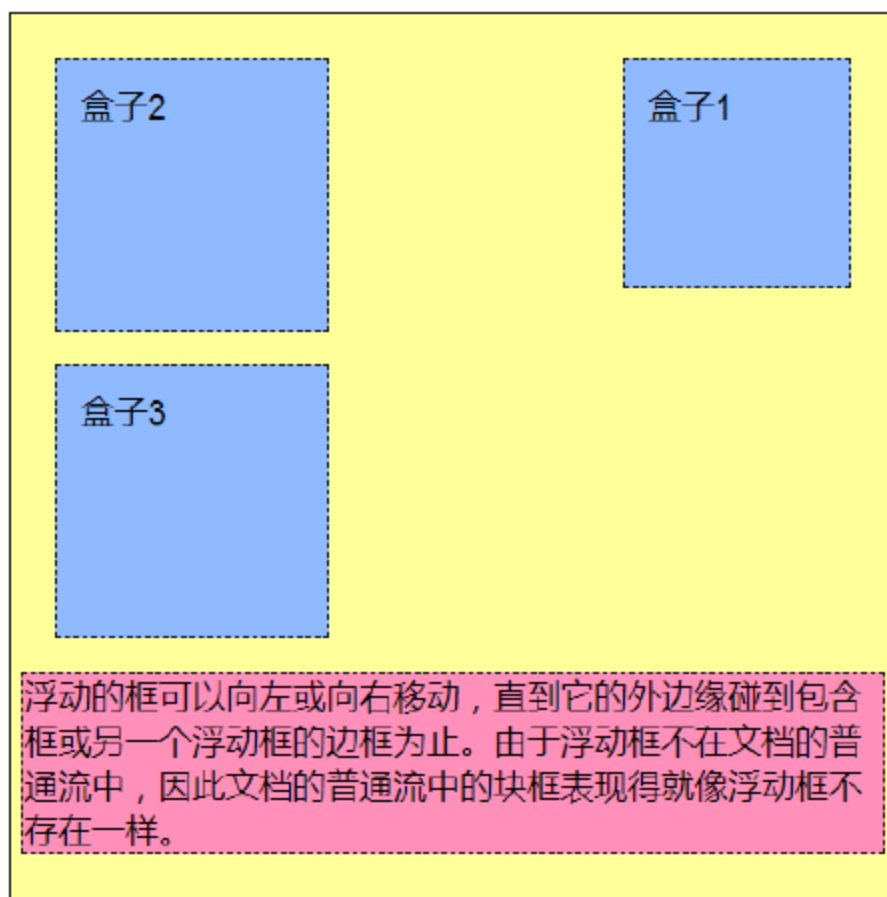 盒子2
盒子1
盒子3
浮动的框可以向左或向右移动，直到它的外边缘碰到包含
框或另一个浮动框的边框为止。由于浮动框不在文档的普
通流中，因此文档的普通流中的块框表现得就像浮动框不
存在一样。